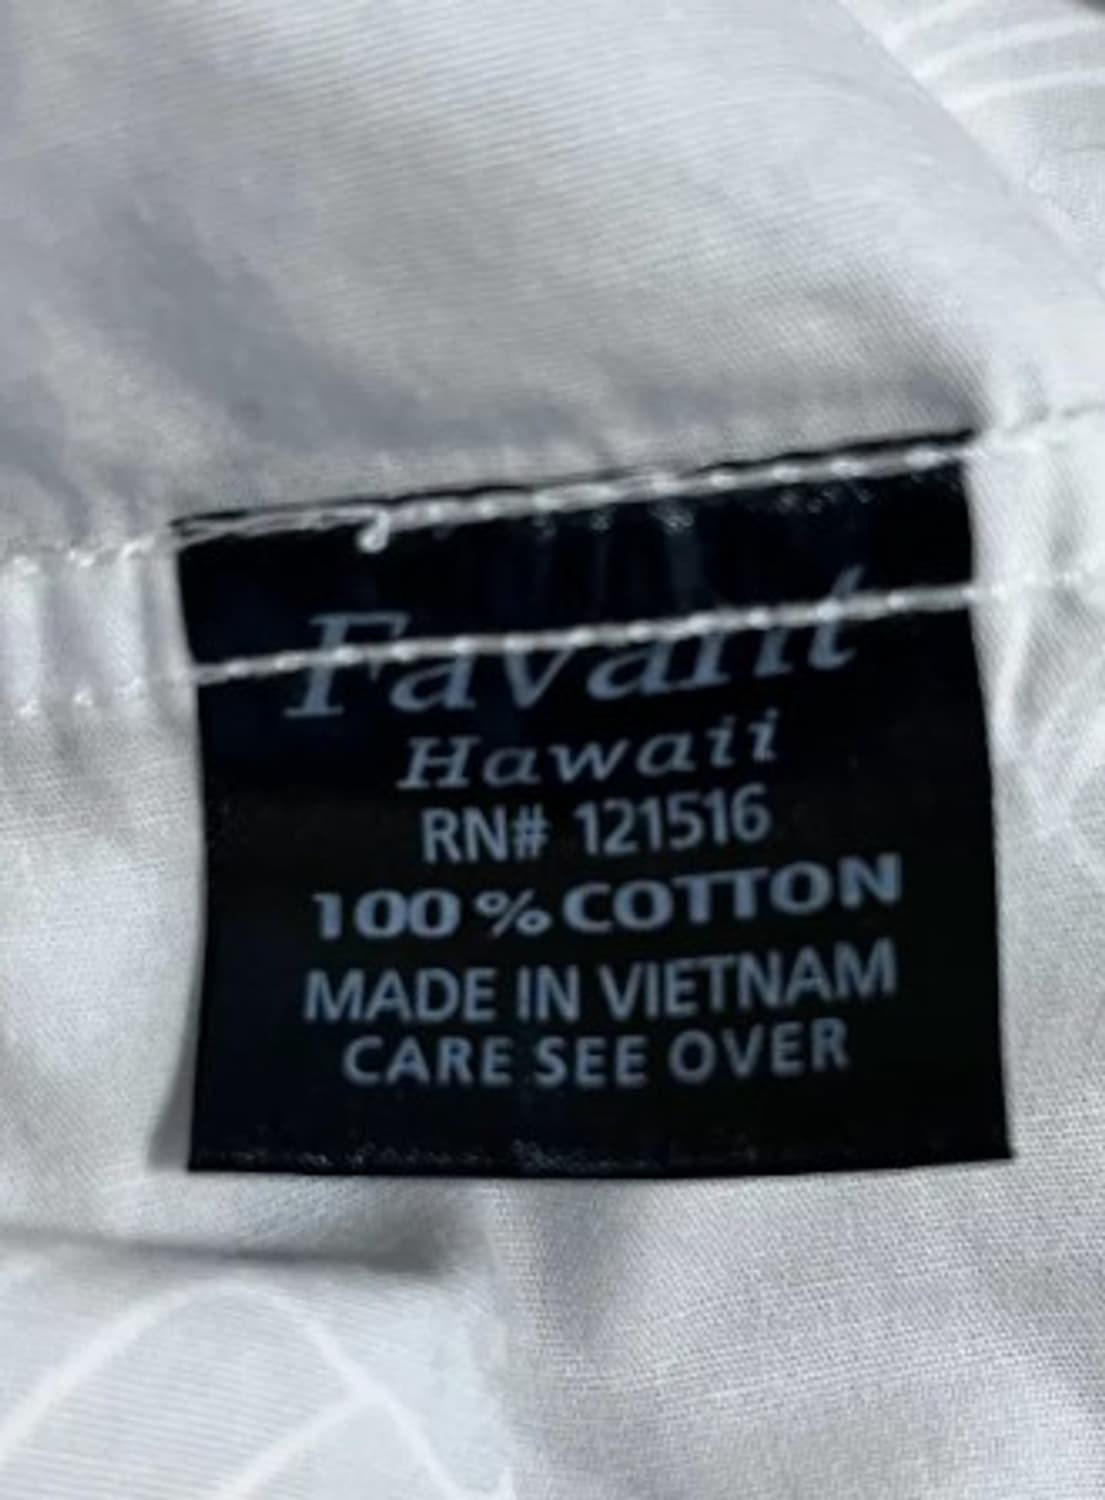 Favant
Hawaii
RN# 121516
100% COTTON
MADE IN VIETNAM
CARE SEE OVER